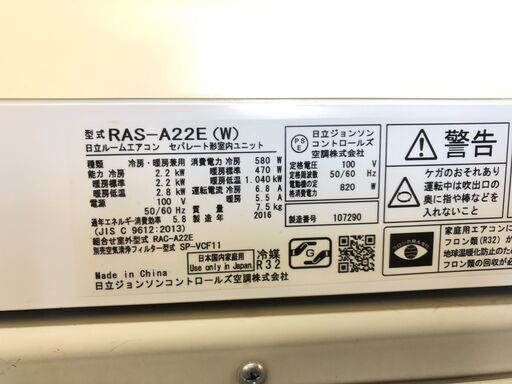 型式 RAS-A22E (W)
日立ルームエアコン セパレート形室内ユニット
種類 冷房・暖房兼用 消費電力 冷房 580 W
能力 冷房 2.2 kW 暖房標準 470 W
暖房標準 2.2 kW 暖房低温 1.040 kW
暖房低温 2.8 kW 運転電流 冷房 6.8 A
電源 100 V 暖房 5.5 A
50/60 Hz 質量 7.5 kg
通年エネルギー消費効率 5.8 製造年 2016
(JIS C 9612:2013)
組合せ室外型式 RAC-A22E
別売空気清浄フィルター型式 SP-VCF11
日本国内家庭用
Use only in Japan.
冷媒
R32
G
Made in China
日立ジョンソンコントロールズ空調株式会社
PS
E
日立ジョンソン
コントロールズ
空調株式会社
定格電圧 100 V
定格周波数 50/60 Hz
電動機の定格消費電力 820 W
製造番号 107290
警告
ケガのおそれあり
運転中は吹出口の
奥に指や棒などを
入れないで
家庭用エアコンに
フロン類(R32)が
地球温暖化防止のため
フロン類の回収が必